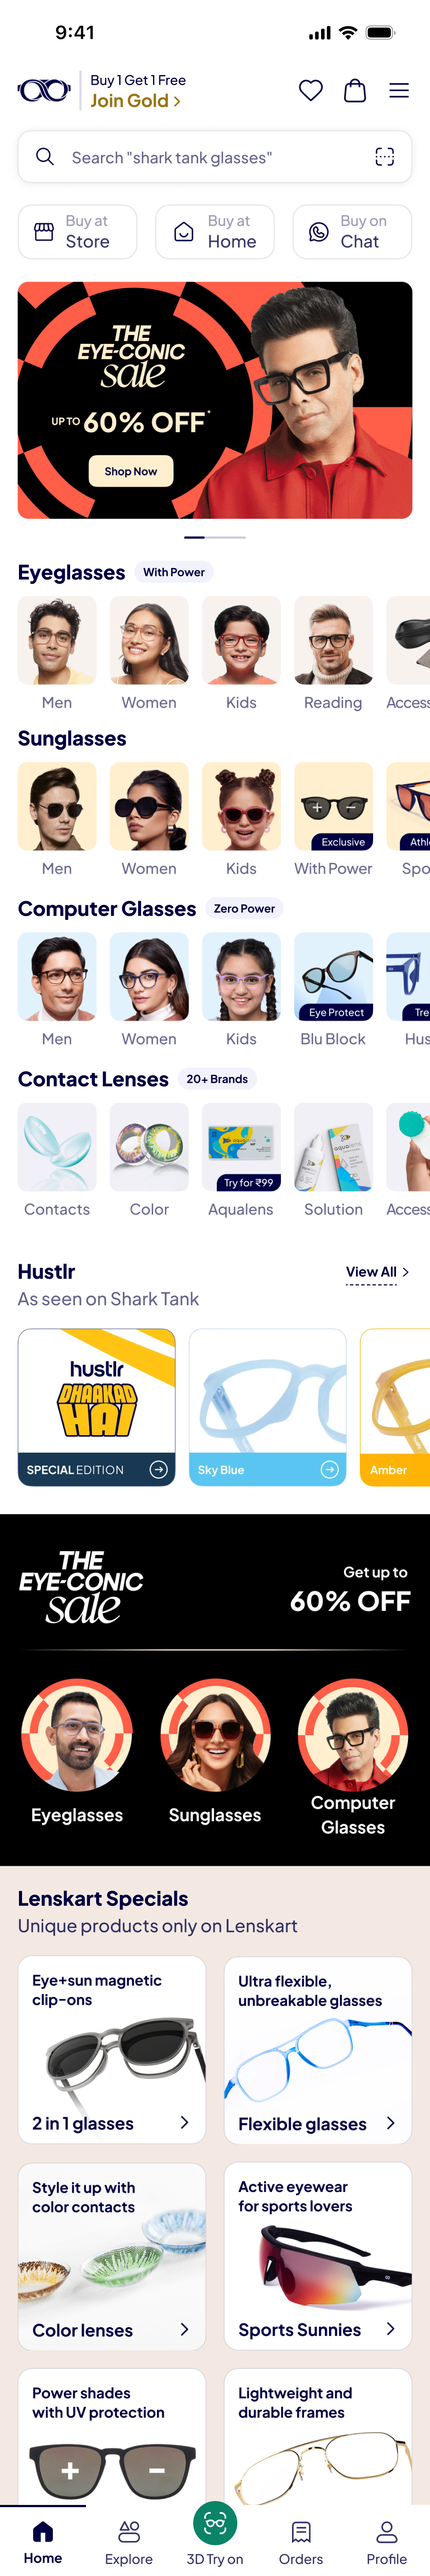 9:41
Buy 1 Get 1 Free
Join Gold
Search "shark tank glasses"
Buy at
Store
Buy at
Home
Buy on
Chat
THE
EYE-CONIC
sale
UP TO 60% OFF*
Shop Now
Eyeglasses With Power
Men Women Kids Reading Access
Sunglasses
Exclusive Athl
Men Women Kids With Power Spo
Computer Glasses Zero Power
Eye Protect Tre
Men Women Kids Blu Block Hus
Contact Lenses 20+ Brands
aqualens
Try for ₹99
Contacts Color Aqualens Solution Access
Hustlr View All
As seen on Shark Tank
hustlr
DHAAKAD
HAI
SPECIAL EDITION
Sky Blue
Amber
THE
EYE-CONIC
sale
Get up to
60% OFF
Eyeglasses
Sunglasses
Computer
Glasses
Lenskart Specials
Unique products only on Lenskart
Eye+sun magnetic
clip-ons
2 in 1 glasses
Ultra flexible,
unbreakable glasses
Flexible glasses
Style it up with
color contacts
Color lenses
Active eyewear
for sports lovers
Sports Sunnies
Power shades
with UV protection
Lightweight and
durable frames
Home Explore 3D Try on Orders Profile